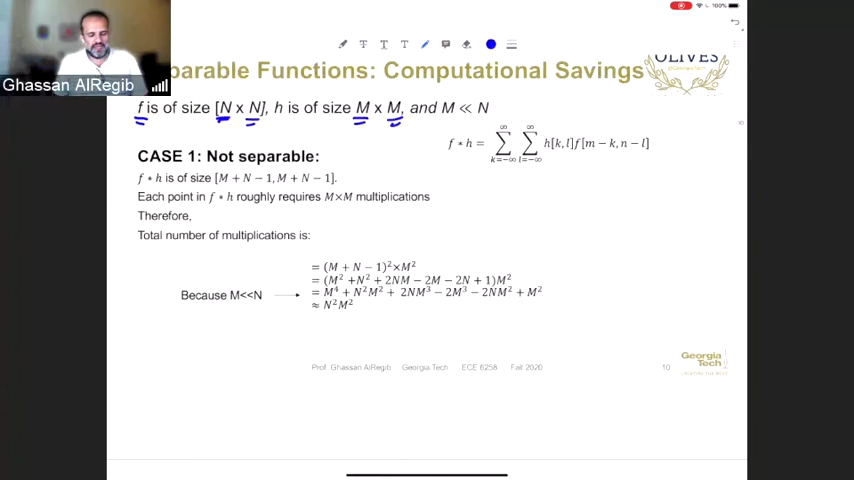 100%
Ghassan AlRegib
parable Functions: Computational Savings
OLIVES
f is of size [N x N], h is of size M x M, and M ≪ N
f ∗ h = ∑_{k=−∞}^{∞} ∑_{l=−∞}^{∞} h[k, l]f[m − k, n − l]
CASE 1: Not separable:
f ∗ h is of size [M + N − 1, M + N − 1].
Each point in f ∗ h roughly requires M×M multiplications
Therefore,
Total number of multiplications is:
= (M + N − 1)²×M²
= (M² +N² + 2NM − 2M − 2N + 1)M²
Because M<<N
= M⁴ + N²M² + 2NM³ − 2M³ − 2NM² + M²
≈ N²M²
Prof Ghassan AlRegib Georgia Tech ECE 6258 Fall 2020
10
Georgia
Tech